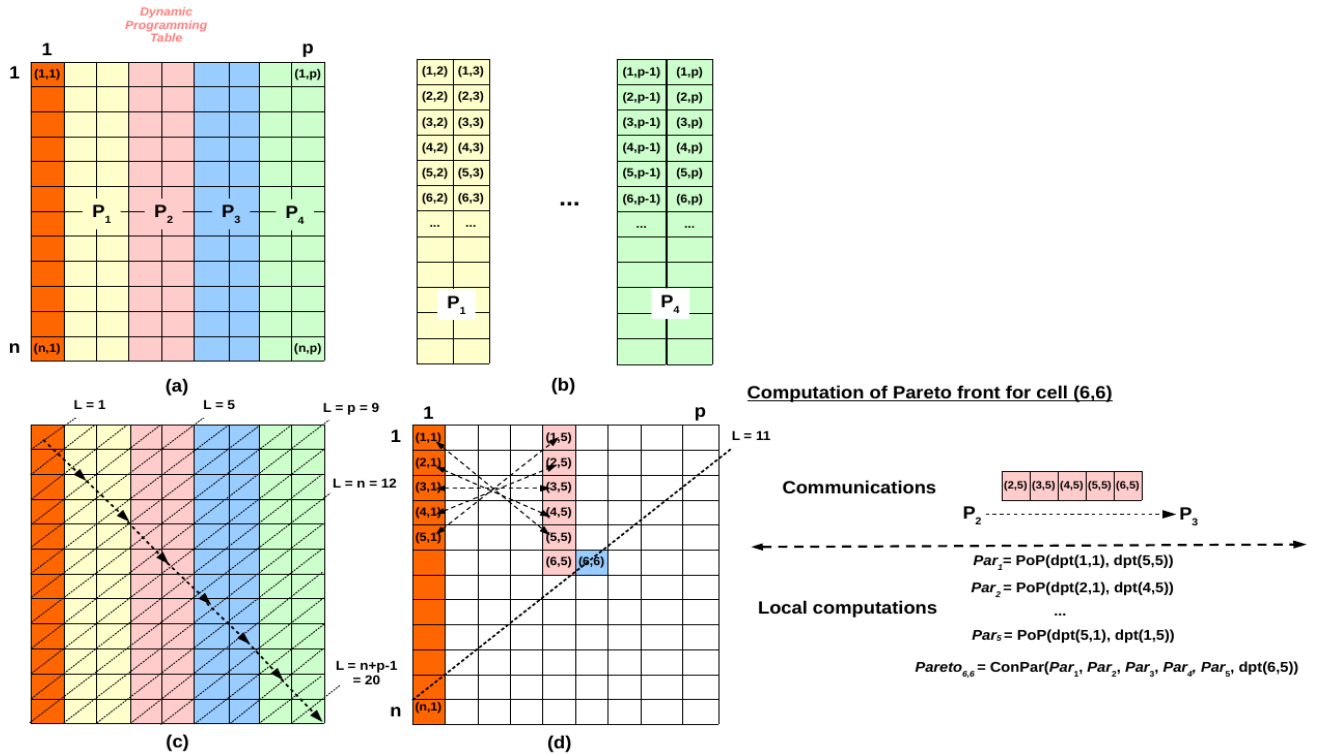 Dynamic
Programming
Table
1 p
1 (1,1) (1,p)
P1 P2 P3 P4
n (n,1) (n,p)
(a)
(1,2) (1,3)
(2,2) (2,3)
(3,2) (3,3)
(4,2) (4,3)
(5,2) (5,3)
(6,2) (6,3)
... ...
P1
...
(1,p-1) (1,p)
(2,p-1) (2,p)
(3,p-1) (3,p)
(4,p-1) (4,p)
(5,p-1) (5,p)
(6,p-1) (6,p)
... ...
P4
(b)
L = 1 L = 5 L = p = 9
L = n = 12
L = n+p-1
= 20
(c)
1 p
1 (1,1) (1,5)
L = 11
(2,1) (2,5)
(3,1) (3,5)
(4,1) (4,5)
(5,1) (5,5)
(6,5) (6,6)
n (n,1)
(d)
Computation of Pareto front for cell (6,6)
Communications
(2,5) (3,5) (4,5) (5,5) (6,5)
P2 P3
Local computations
Par1 = PoP(dpt(1,1), dpt(5,5))
Par2 = PoP(dpt(2,1), dpt(4,5))
...
Par5 = PoP(dpt(5,1), dpt(1,5))
Pareto6,6 = ConPar(Par1, Par2, Par3, Par4, Par5, dpt(6,5))